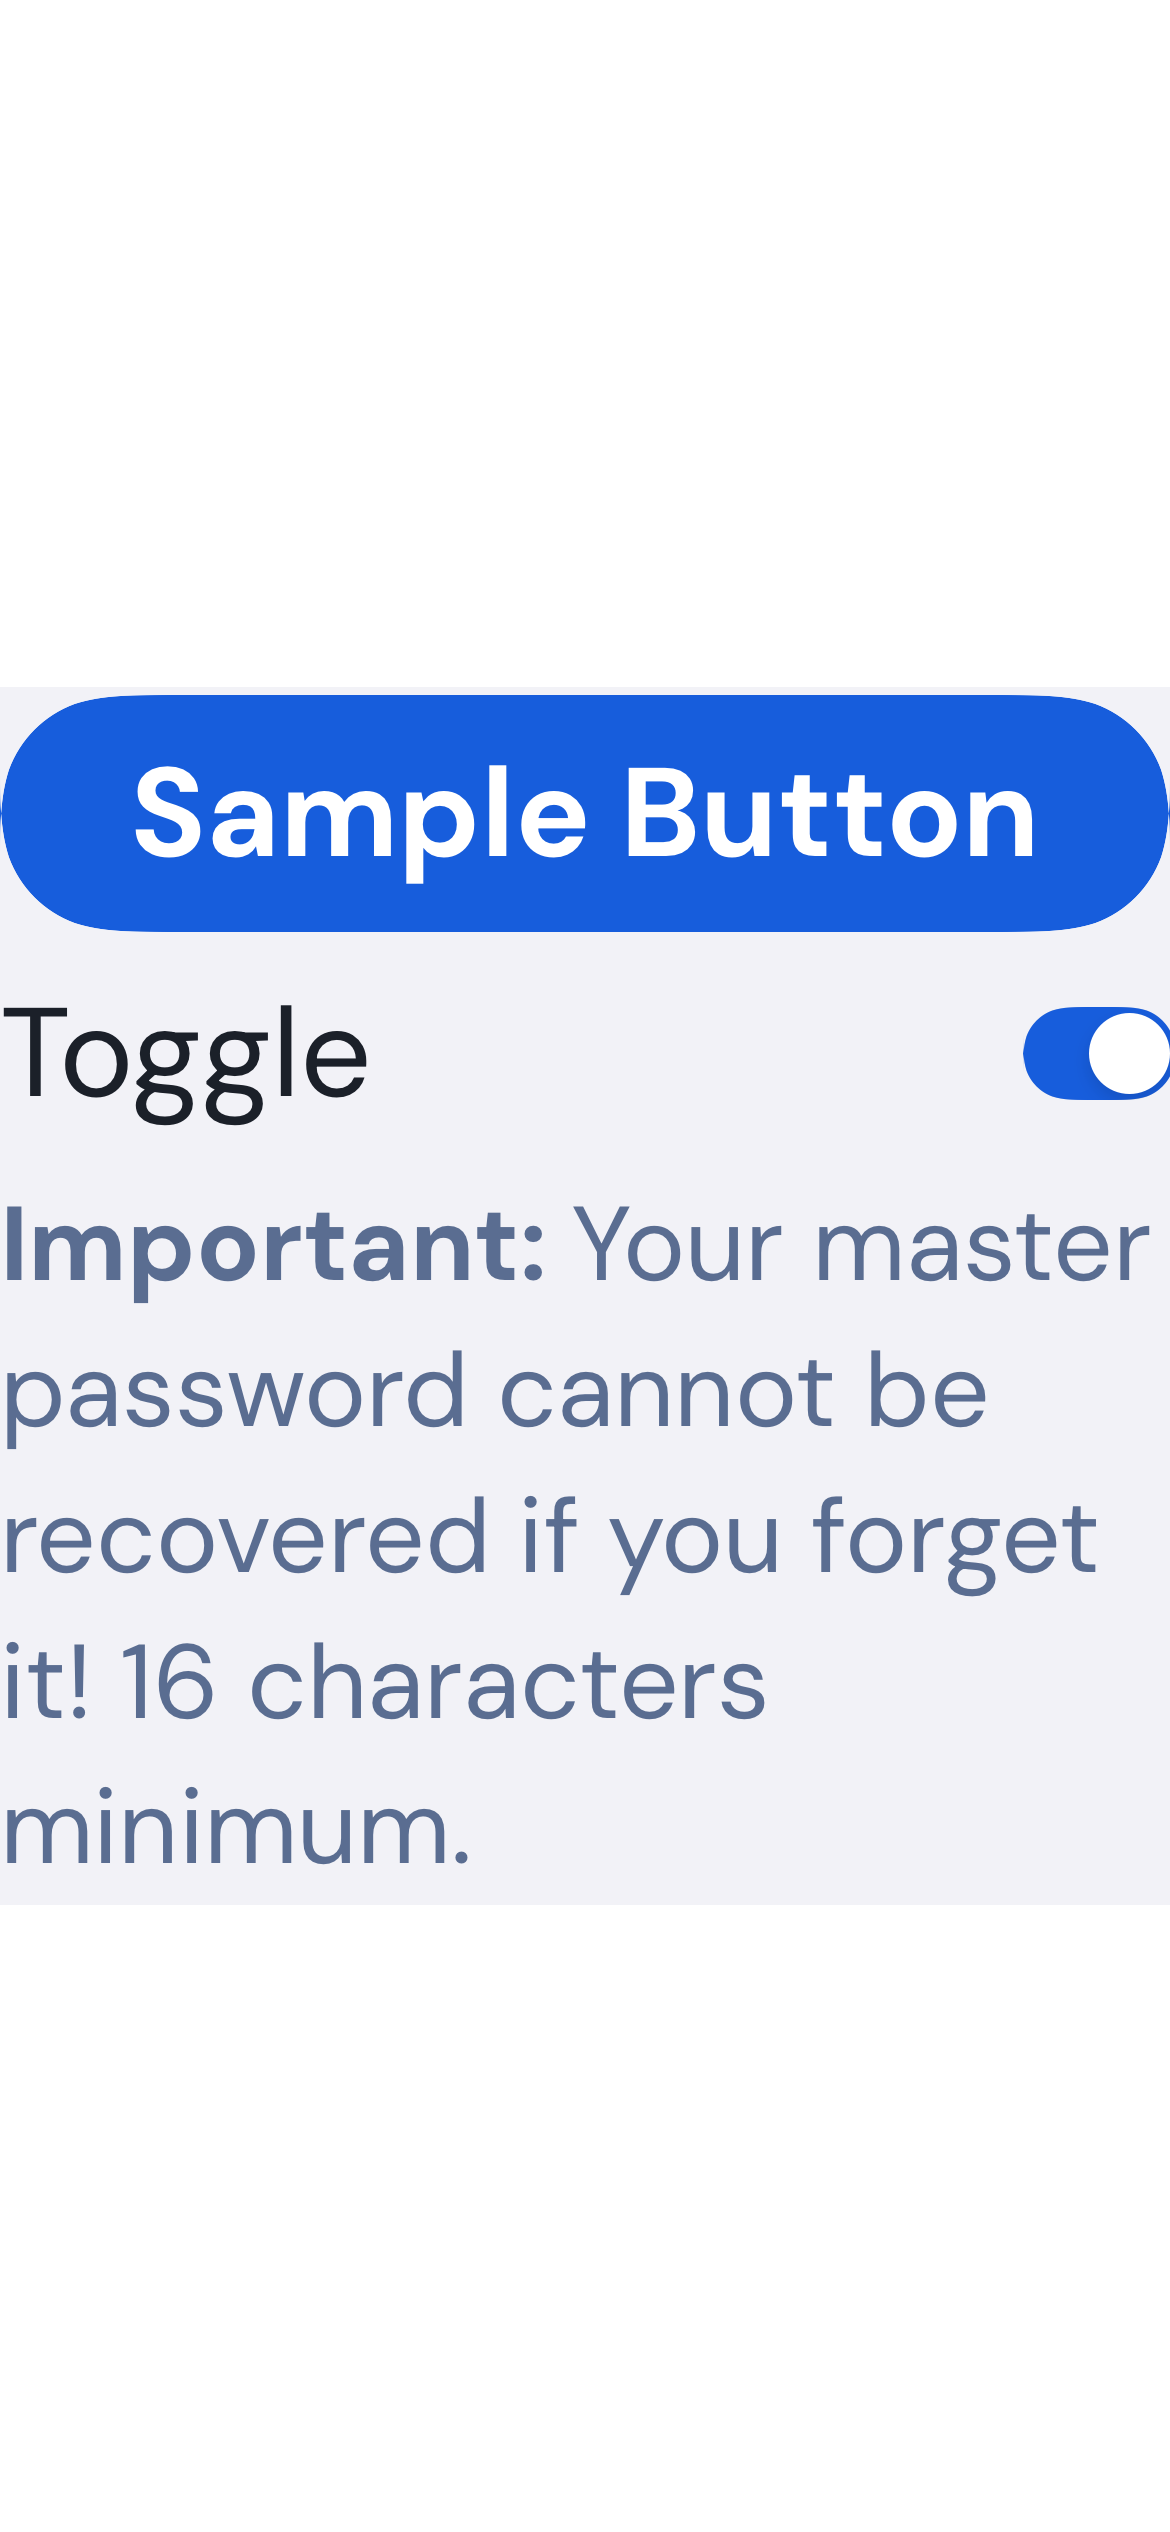 Sample Button
Toggle
Important: Your master
password cannot be
recovered if you forget
it! 16 characters
minimum.